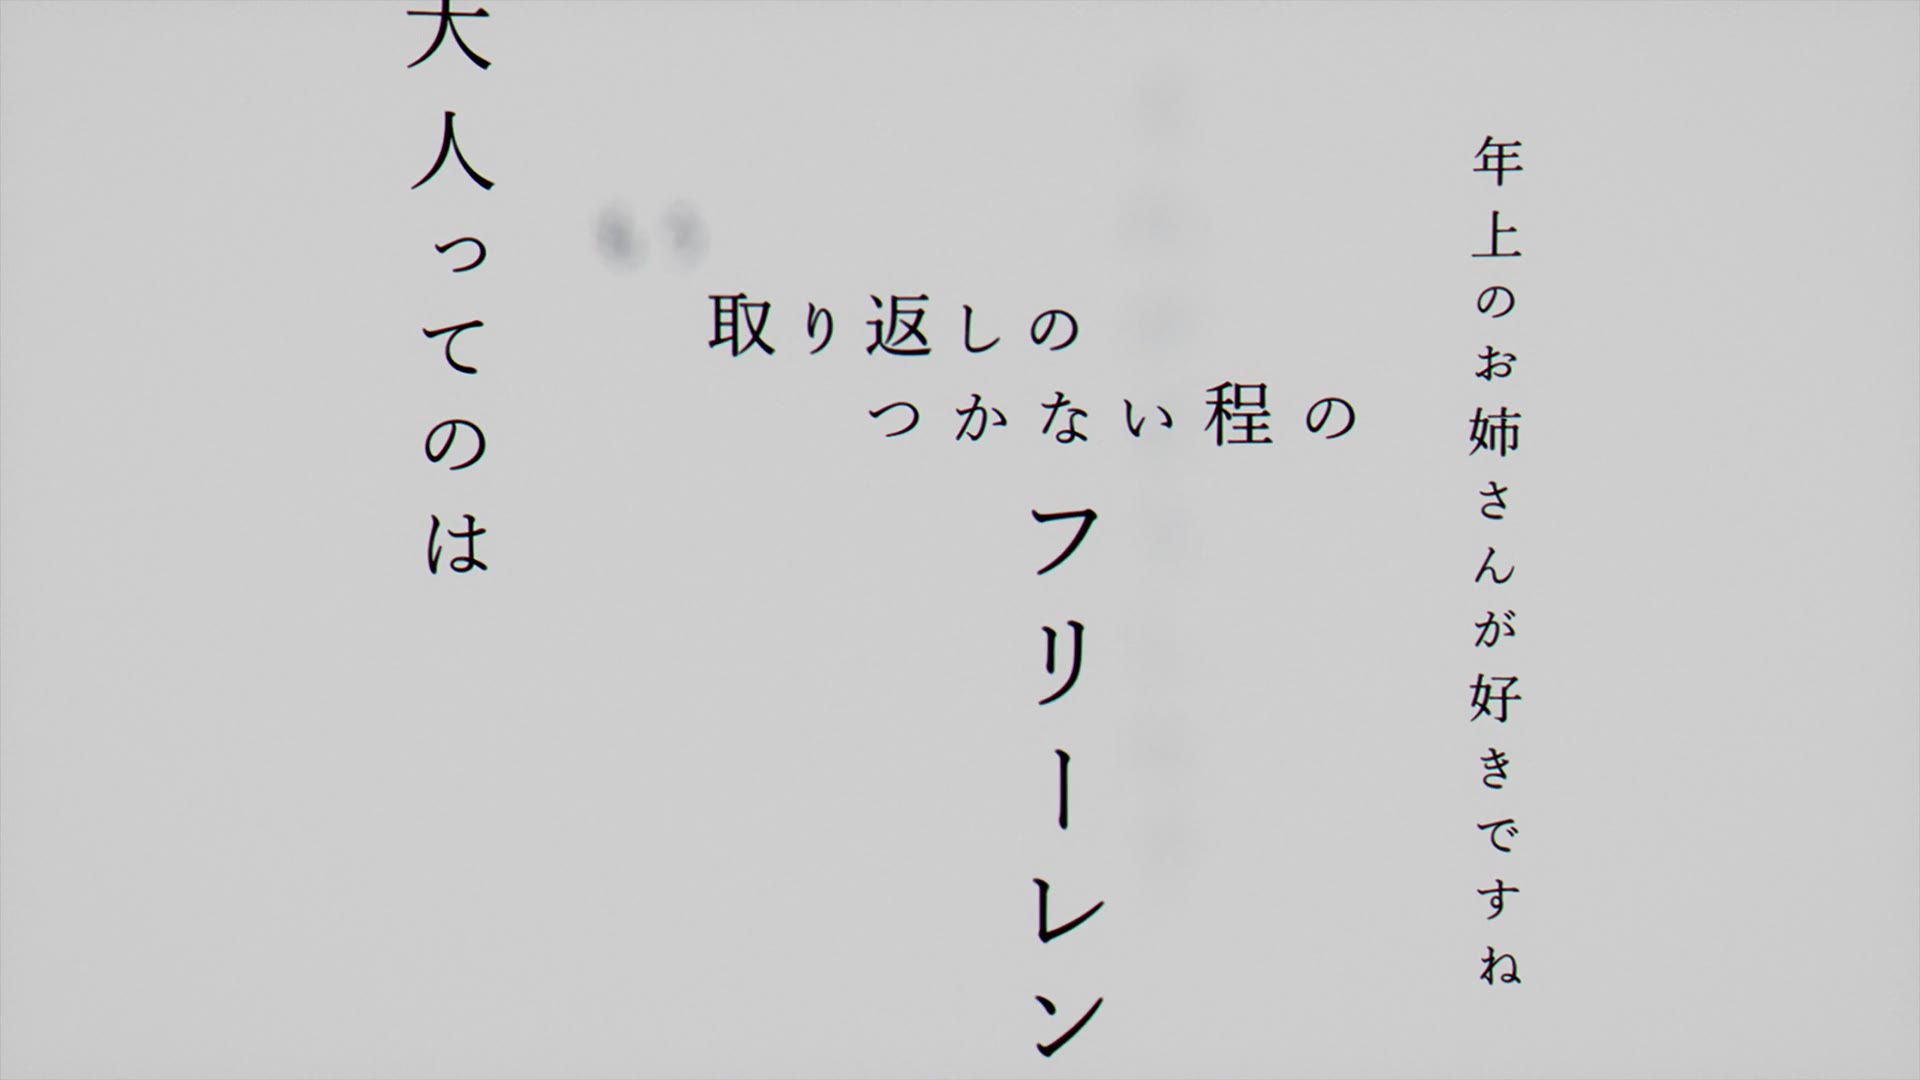 年上のお姉さんが好きですね
取り返しの
つかない程の
フリーレン
大人ってのは